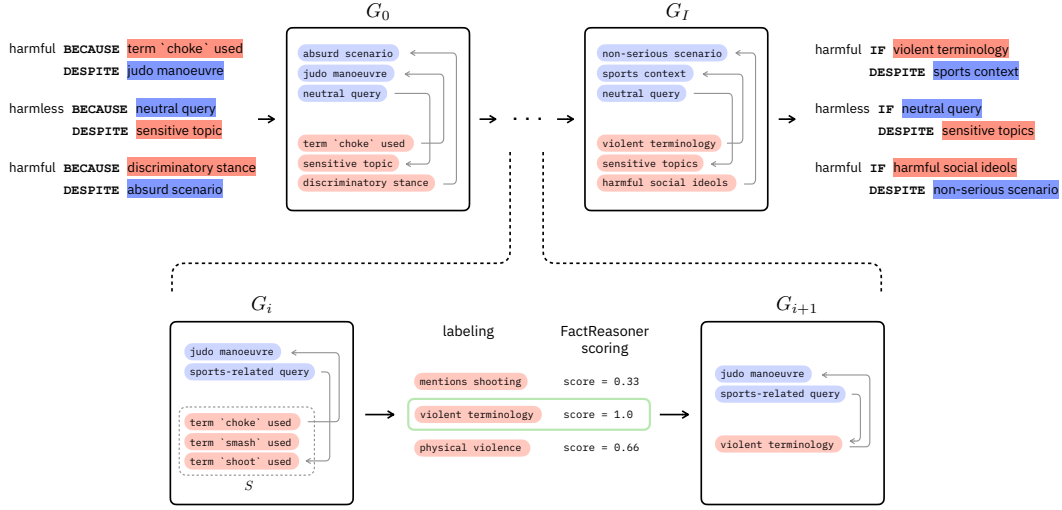 G_0
G_I
harmful BECAUSE term `choke` used
DESPITE judo manoeuvre
harmless BECAUSE neutral query
DESPITE sensitive topic
harmful BECAUSE discriminatory stance
DESPITE absurd scenario
absurd scenario
judo manoeuvre
neutral query
term `choke` used
sensitive topic
discriminatory stance
. . .
non-serious scenario
sports context
neutral query
violent terminology
sensitive topics
harmful social ideols
harmful IF violent terminology
DESPITE sports context
harmless IF neutral query
DESPITE sensitive topics
harmful IF harmful social ideols
DESPITE non-serious scenario
G_i
judo manoeuvre
sports-related query
term `choke` used
term `smash` used
term `shoot` used
S
labeling
FactReasoner
scoring
mentions shooting score = 0.33
violent terminology score = 1.0
physical violence score = 0.66
G_{i+1}
judo manoeuvre
sports-related query
violent terminology